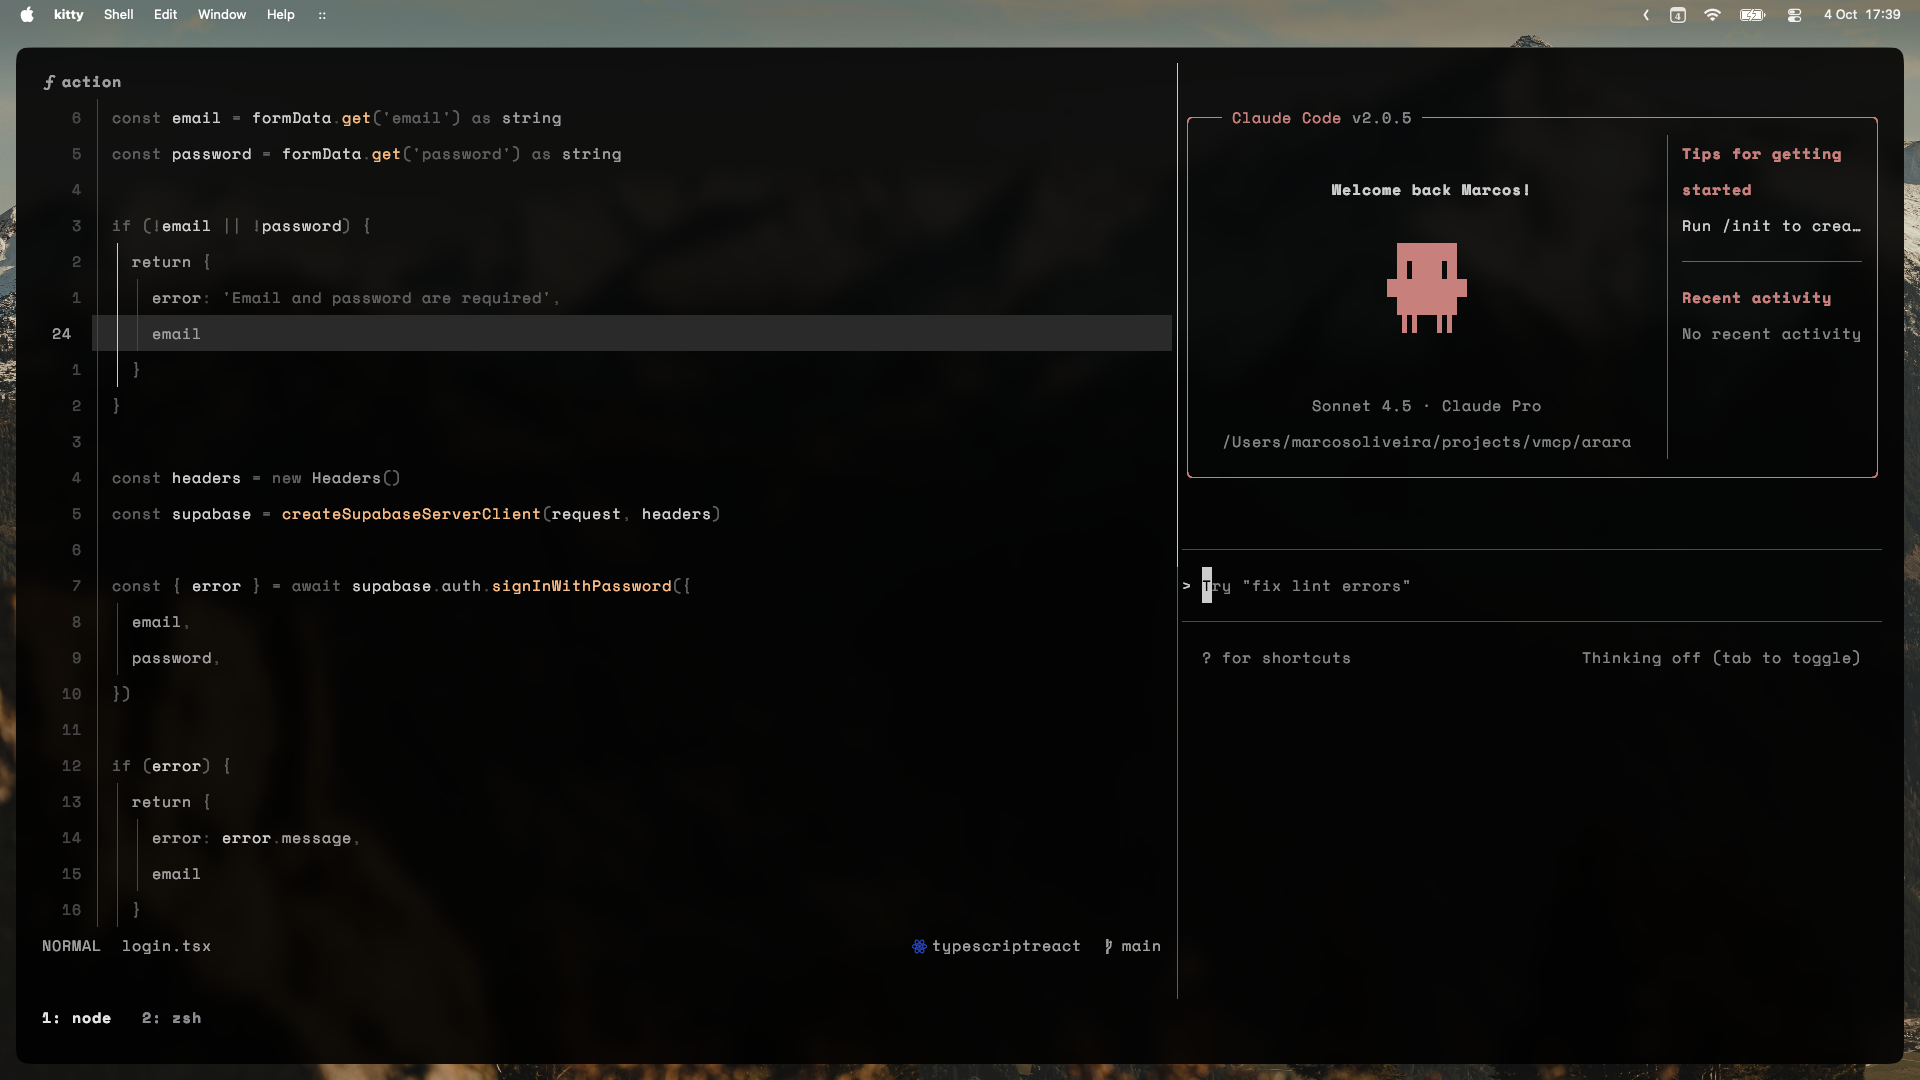 kitty Shell Edit Window Help ::
4 4 Oct 17:39
ƒ action
6 const email = formData.get('email') as string
5 const password = formData.get('password') as string
4
3 if (!email || !password) {
2 return {
1 error: 'Email and password are required',
24 email
1 }
2 }
3
4 const headers = new Headers()
5 const supabase = createSupabaseServerClient(request, headers)
6
7 const { error } = await supabase.auth.signInWithPassword({
8 email,
9 password,
10 })
11
12 if (error) {
13 return {
14 error: error.message,
15 email
16 }
NORMAL login.tsx typescriptreact main
1: node 2: zsh
Claude Code v2.0.5
Welcome back Marcos!
Sonnet 4.5 · Claude Pro
/Users/marcosoliveira/projects/vmcp/arara
Tips for getting
started
Run /init to crea…
Recent activity
No recent activity
> Try "fix lint errors"
? for shortcuts Thinking off (tab to toggle)